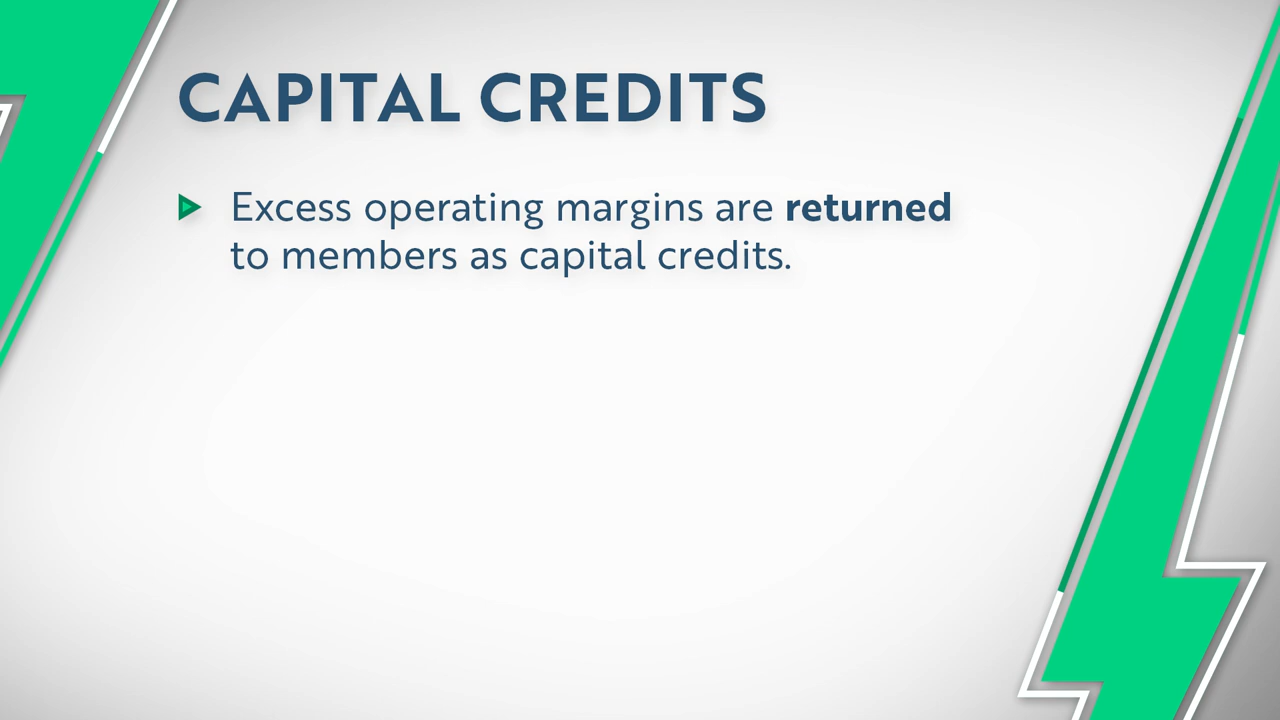 CAPITAL CREDITS
Excess operating margins are returned
to members as capital credits.